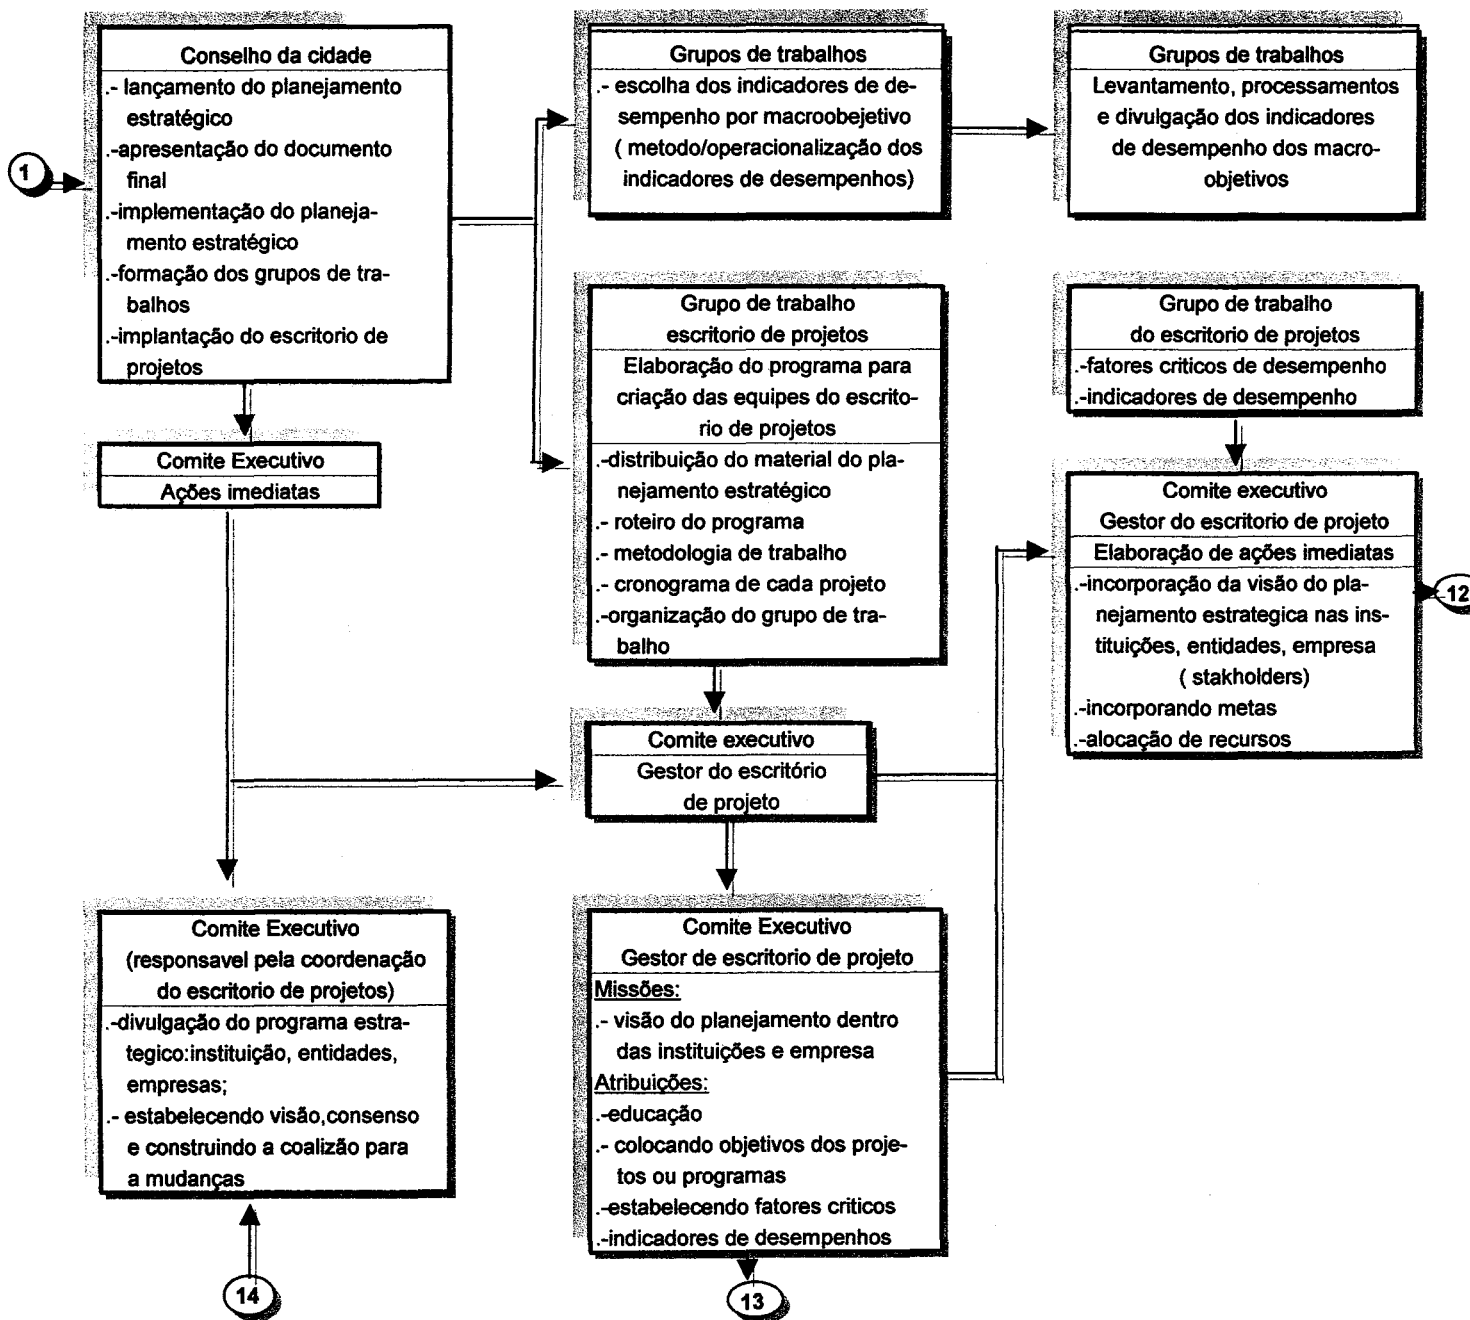 1
Conselho da cidade
.- lançamento do planejamento
estratégico
.-apresentação do documento
final
.-implementação do planeja-
mento estratégico
.-formação dos grupos de tra-
balhos
.-implantação do escritorio de
projetos
Grupos de trabalhos
.- escolha dos indicadores de de-
sempenho por macroobejetivo
( metodo/operacionalização dos
indicadores de desempenhos)
Grupos de trabalhos
Levantamento, processamentos
e divulgação dos indicadores
de desempenho dos macro-
objetivos
Comite Executivo
Ações imediatas
Grupo de trabalho
escritorio de projetos
Elaboração do programa para
criação das equipes do escrito-
rio de projetos
.-distribuição do material do pla-
nejamento estratégico
.- roteiro do programa
.- metodologia de trabalho
.- cronograma de cada projeto
.-organização do grupo de tra-
balho
Grupo de trabalho
do escritorio de projetos
.-fatores criticos de desempenho
.-indicadores de desempenho
Comite executivo
Gestor do escritorio de projeto
Elaboração de ações imediatas
.-incorporação da visão do pla-
nejamento estrategica nas ins-
tituições, entidades, empresa
( stakholders)
.-incorporando metas
.-alocação de recursos
12
Comite executivo
Gestor do escritório
de projeto
Comite Executivo
(responsavel pela coordenação
do escritorio de projetos)
.-divulgação do programa estra-
tegico:instituição, entidades,
empresas;
.- estabelecendo visão,consenso
e construindo a coalizão para
a mudanças
Comite Executivo
Gestor de escritorio de projeto
Missões:
.- visão do planejamento dentro
das instituições e empresa
Atribuições:
.-educação
.- colocando objetivos dos proje-
tos ou programas
.-estabelecendo fatores criticos
.-indicadores de desempenhos
14
13